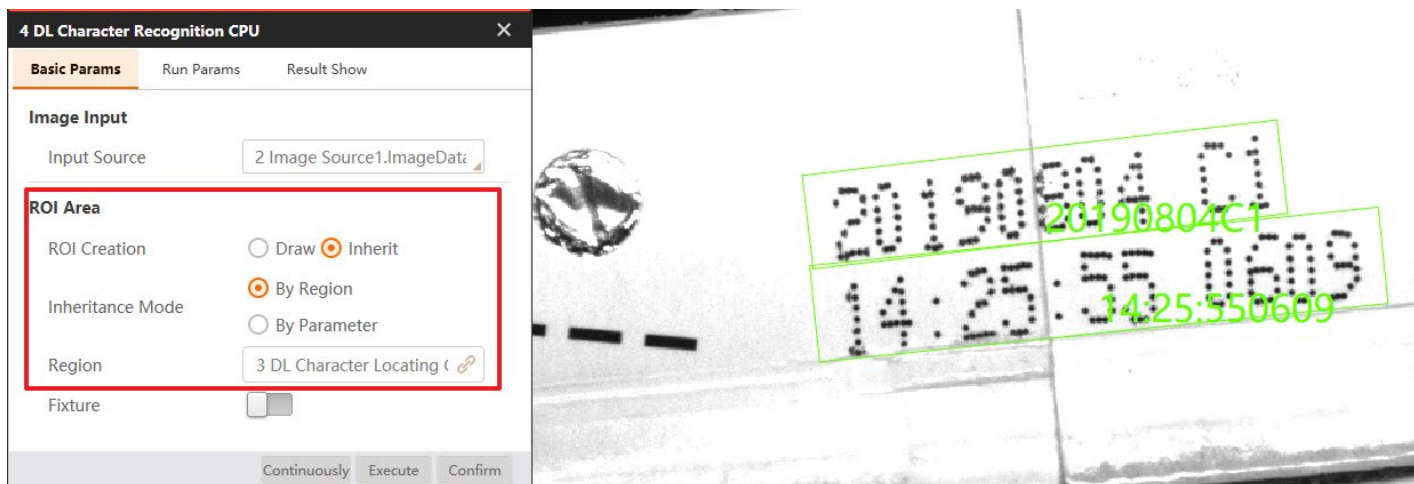 4 DL Character Recognition CPU
Basic Params Run Params Result Show
Image Input
Input Source 2 Image Source1.ImageData
ROI Area
ROI Creation Draw Inherit
Inheritance Mode By Region
By Parameter
Region 3 DL Character Locating
Fixture
Continuously Execute Confirm
20190804 C1
20190804C1
14:25:55 0609
14:25:550609